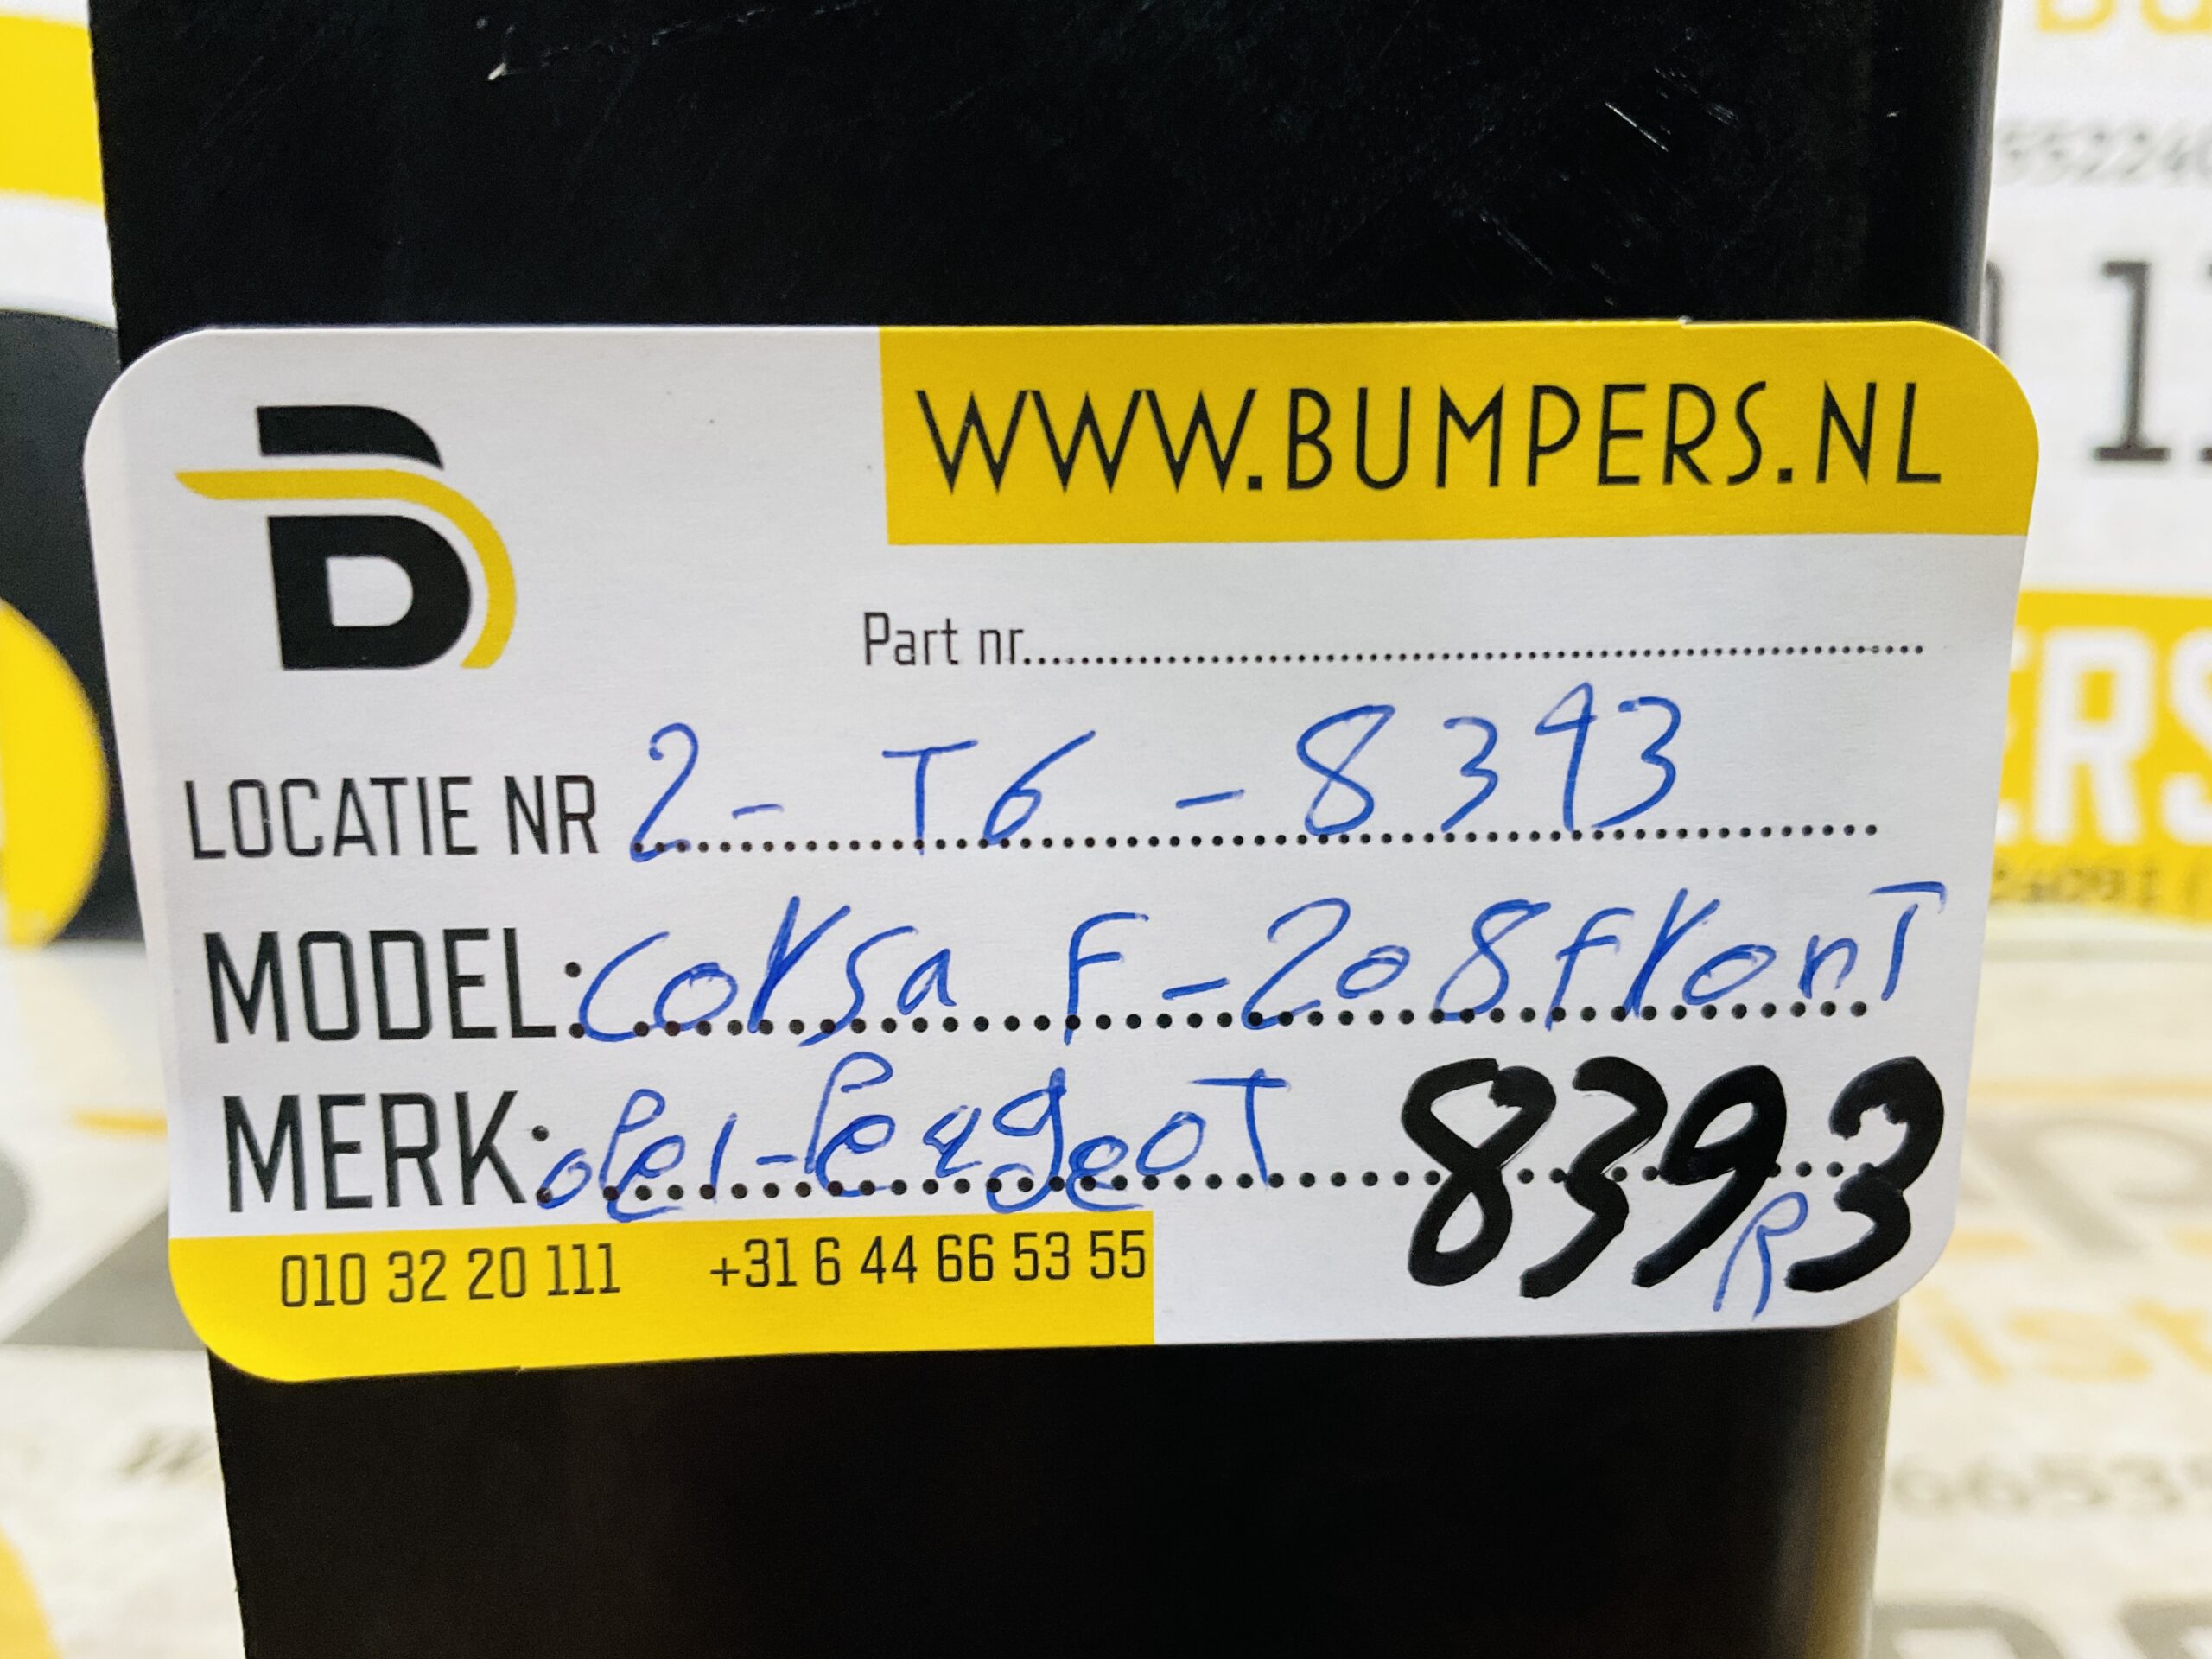 WWW.BUMPERS.NL
Part nr.
LOCATIE NR 2 - T6 - 8393
MODEL: Corsa F - 208 front
MERK: oPel - Peugeot 8393
R
010 32 20 111 +31 6 44 66 53 55